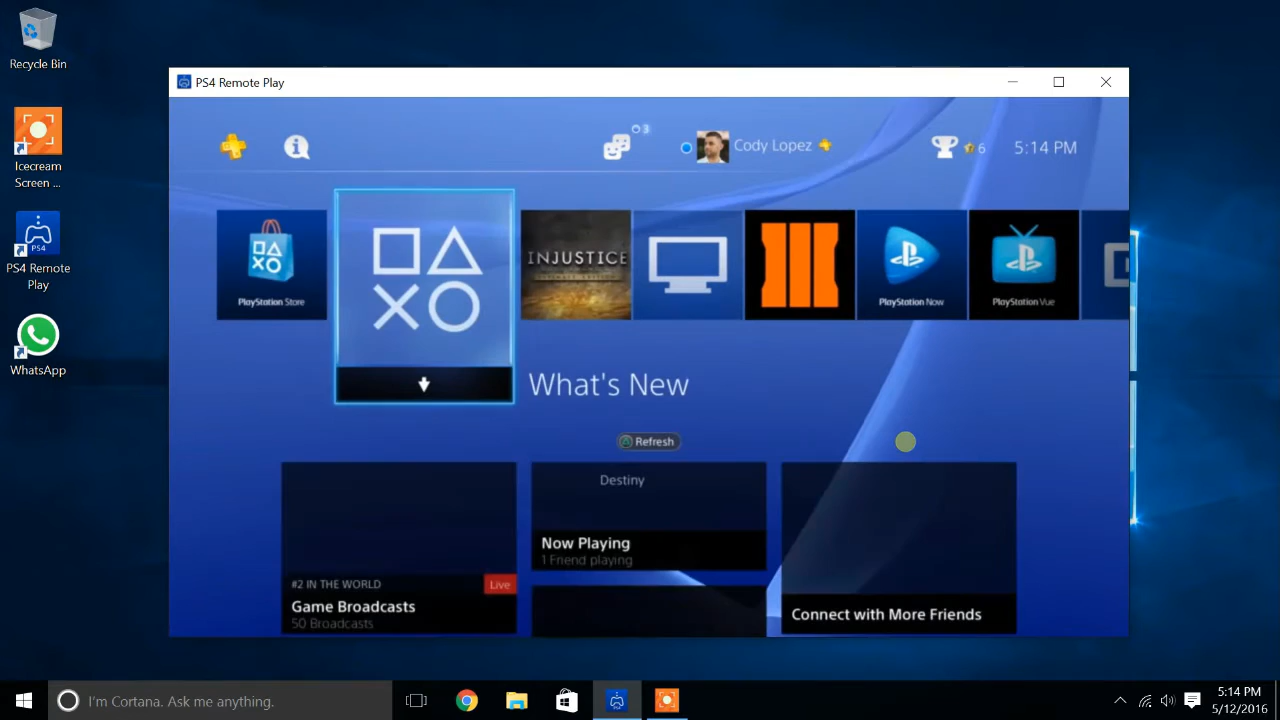 Recycle Bin
Icecream
Screen ...
PS4
PS4 Remote
Play
WhatsApp
PS4 Remote Play
3
Cody Lopez
6
5:14 PM
PlayStation Store
INJUSTICE
PlayStation Now
PlayStation Vue
What's New
Refresh
#2 IN THE WORLD
Live
Game Broadcasts
50 Broadcasts
Destiny
Now Playing
1 Friend playing
Connect with More Friends
I'm Cortana. Ask me anything.
5:14 PM
5/12/2016